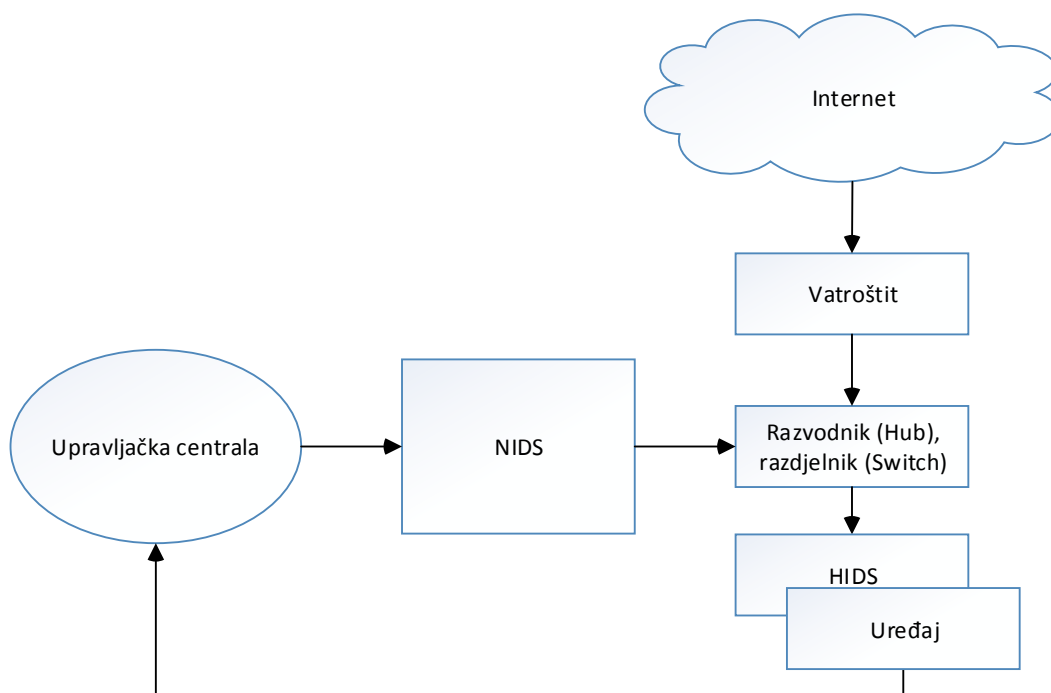 Internet
Vatroštit
Upravljačka centrala
NIDS
Razvodnik (Hub),
razdjelnik (Switch)
HIDS
Uređaj